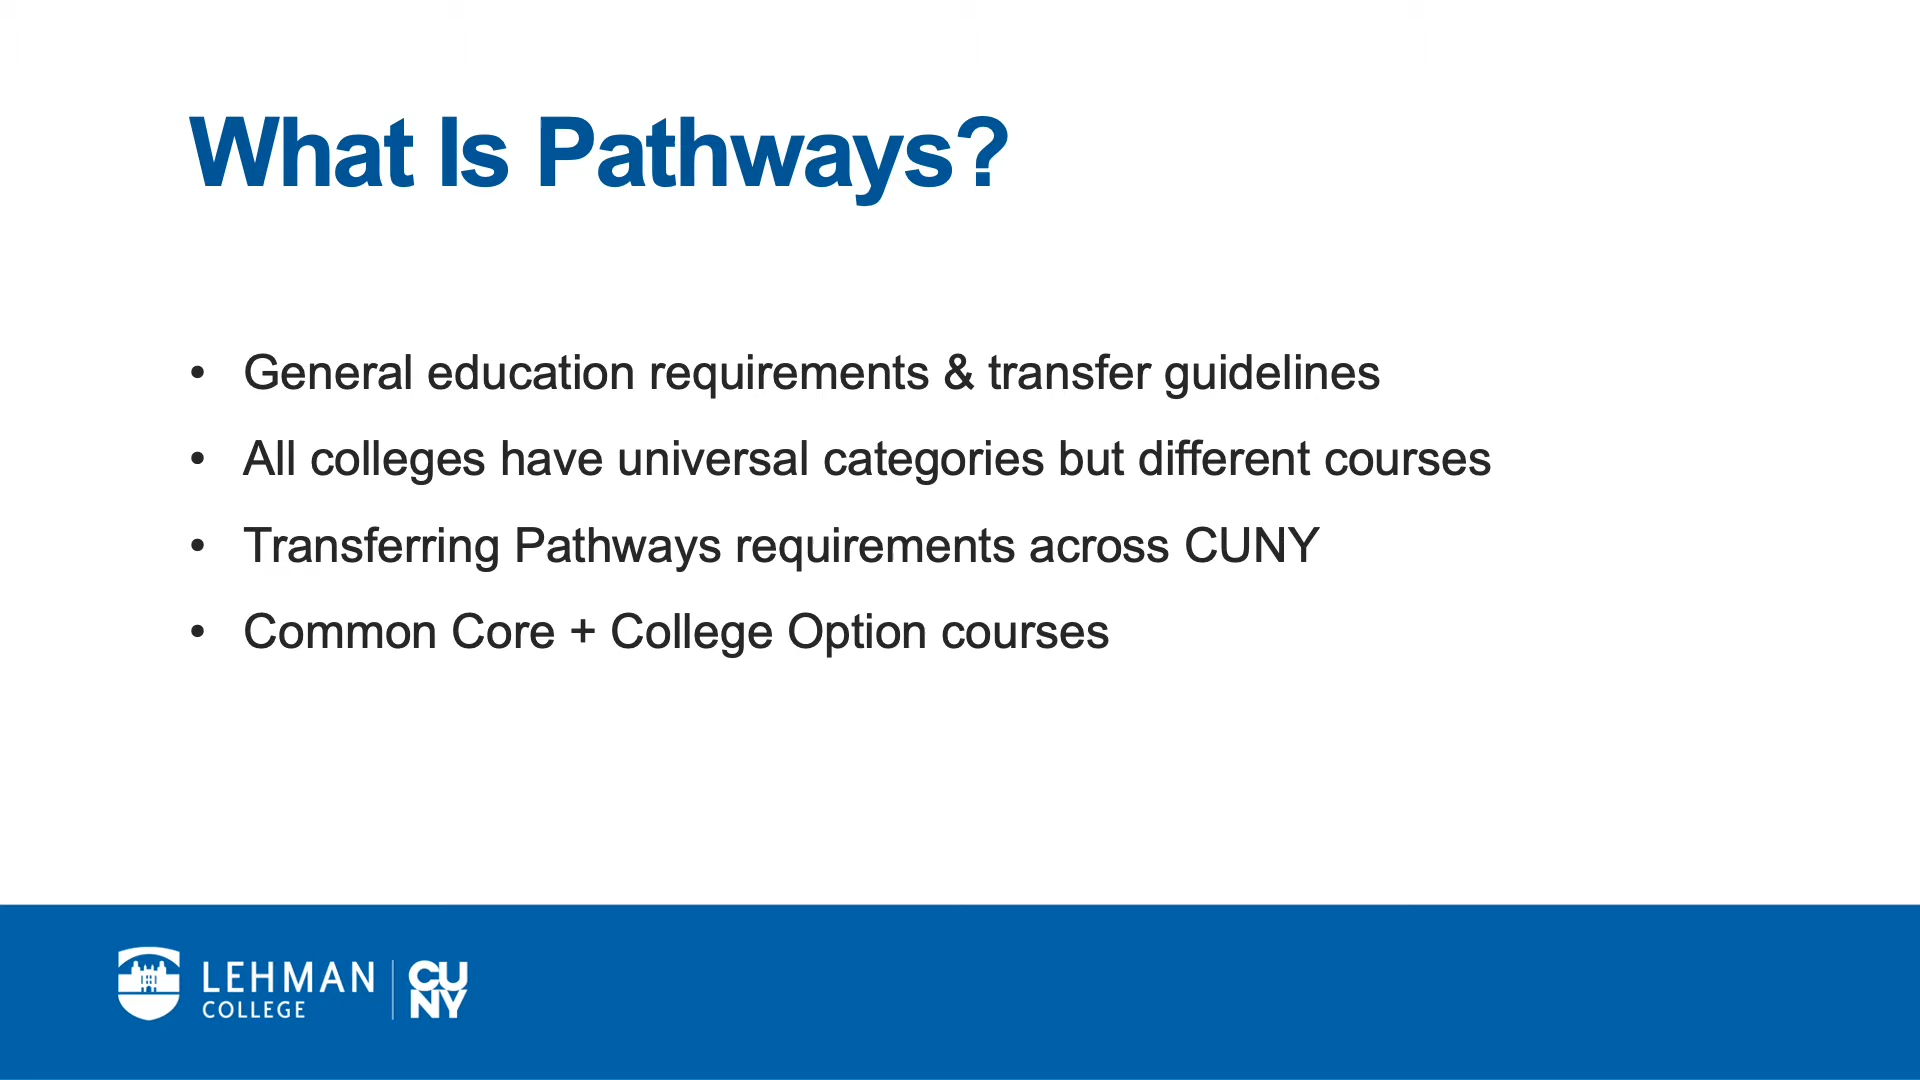 What Is Pathways?
• General education requirements & transfer guidelines
• All colleges have universal categories but different courses
• Transferring Pathways requirements across CUNY
• Common Core + College Option courses
LEHMAN
COLLEGE
CU
NY